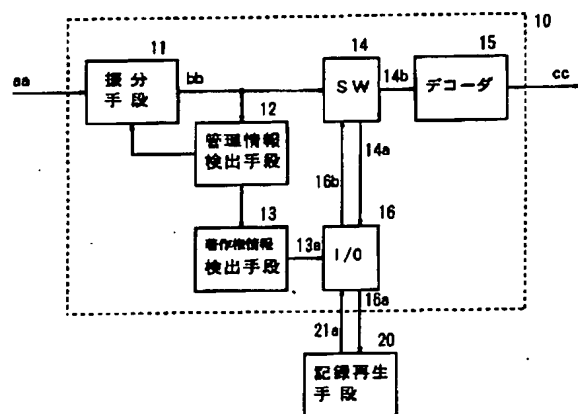 10
11
14
15
aa
振分
手段
bb
SW
14b
デコーダ
cc
12
管理情報
検出手段
14a
16b
13
16
著作権情報
検出手段
13a
I/O
16a
21a
20
記録再生
手段